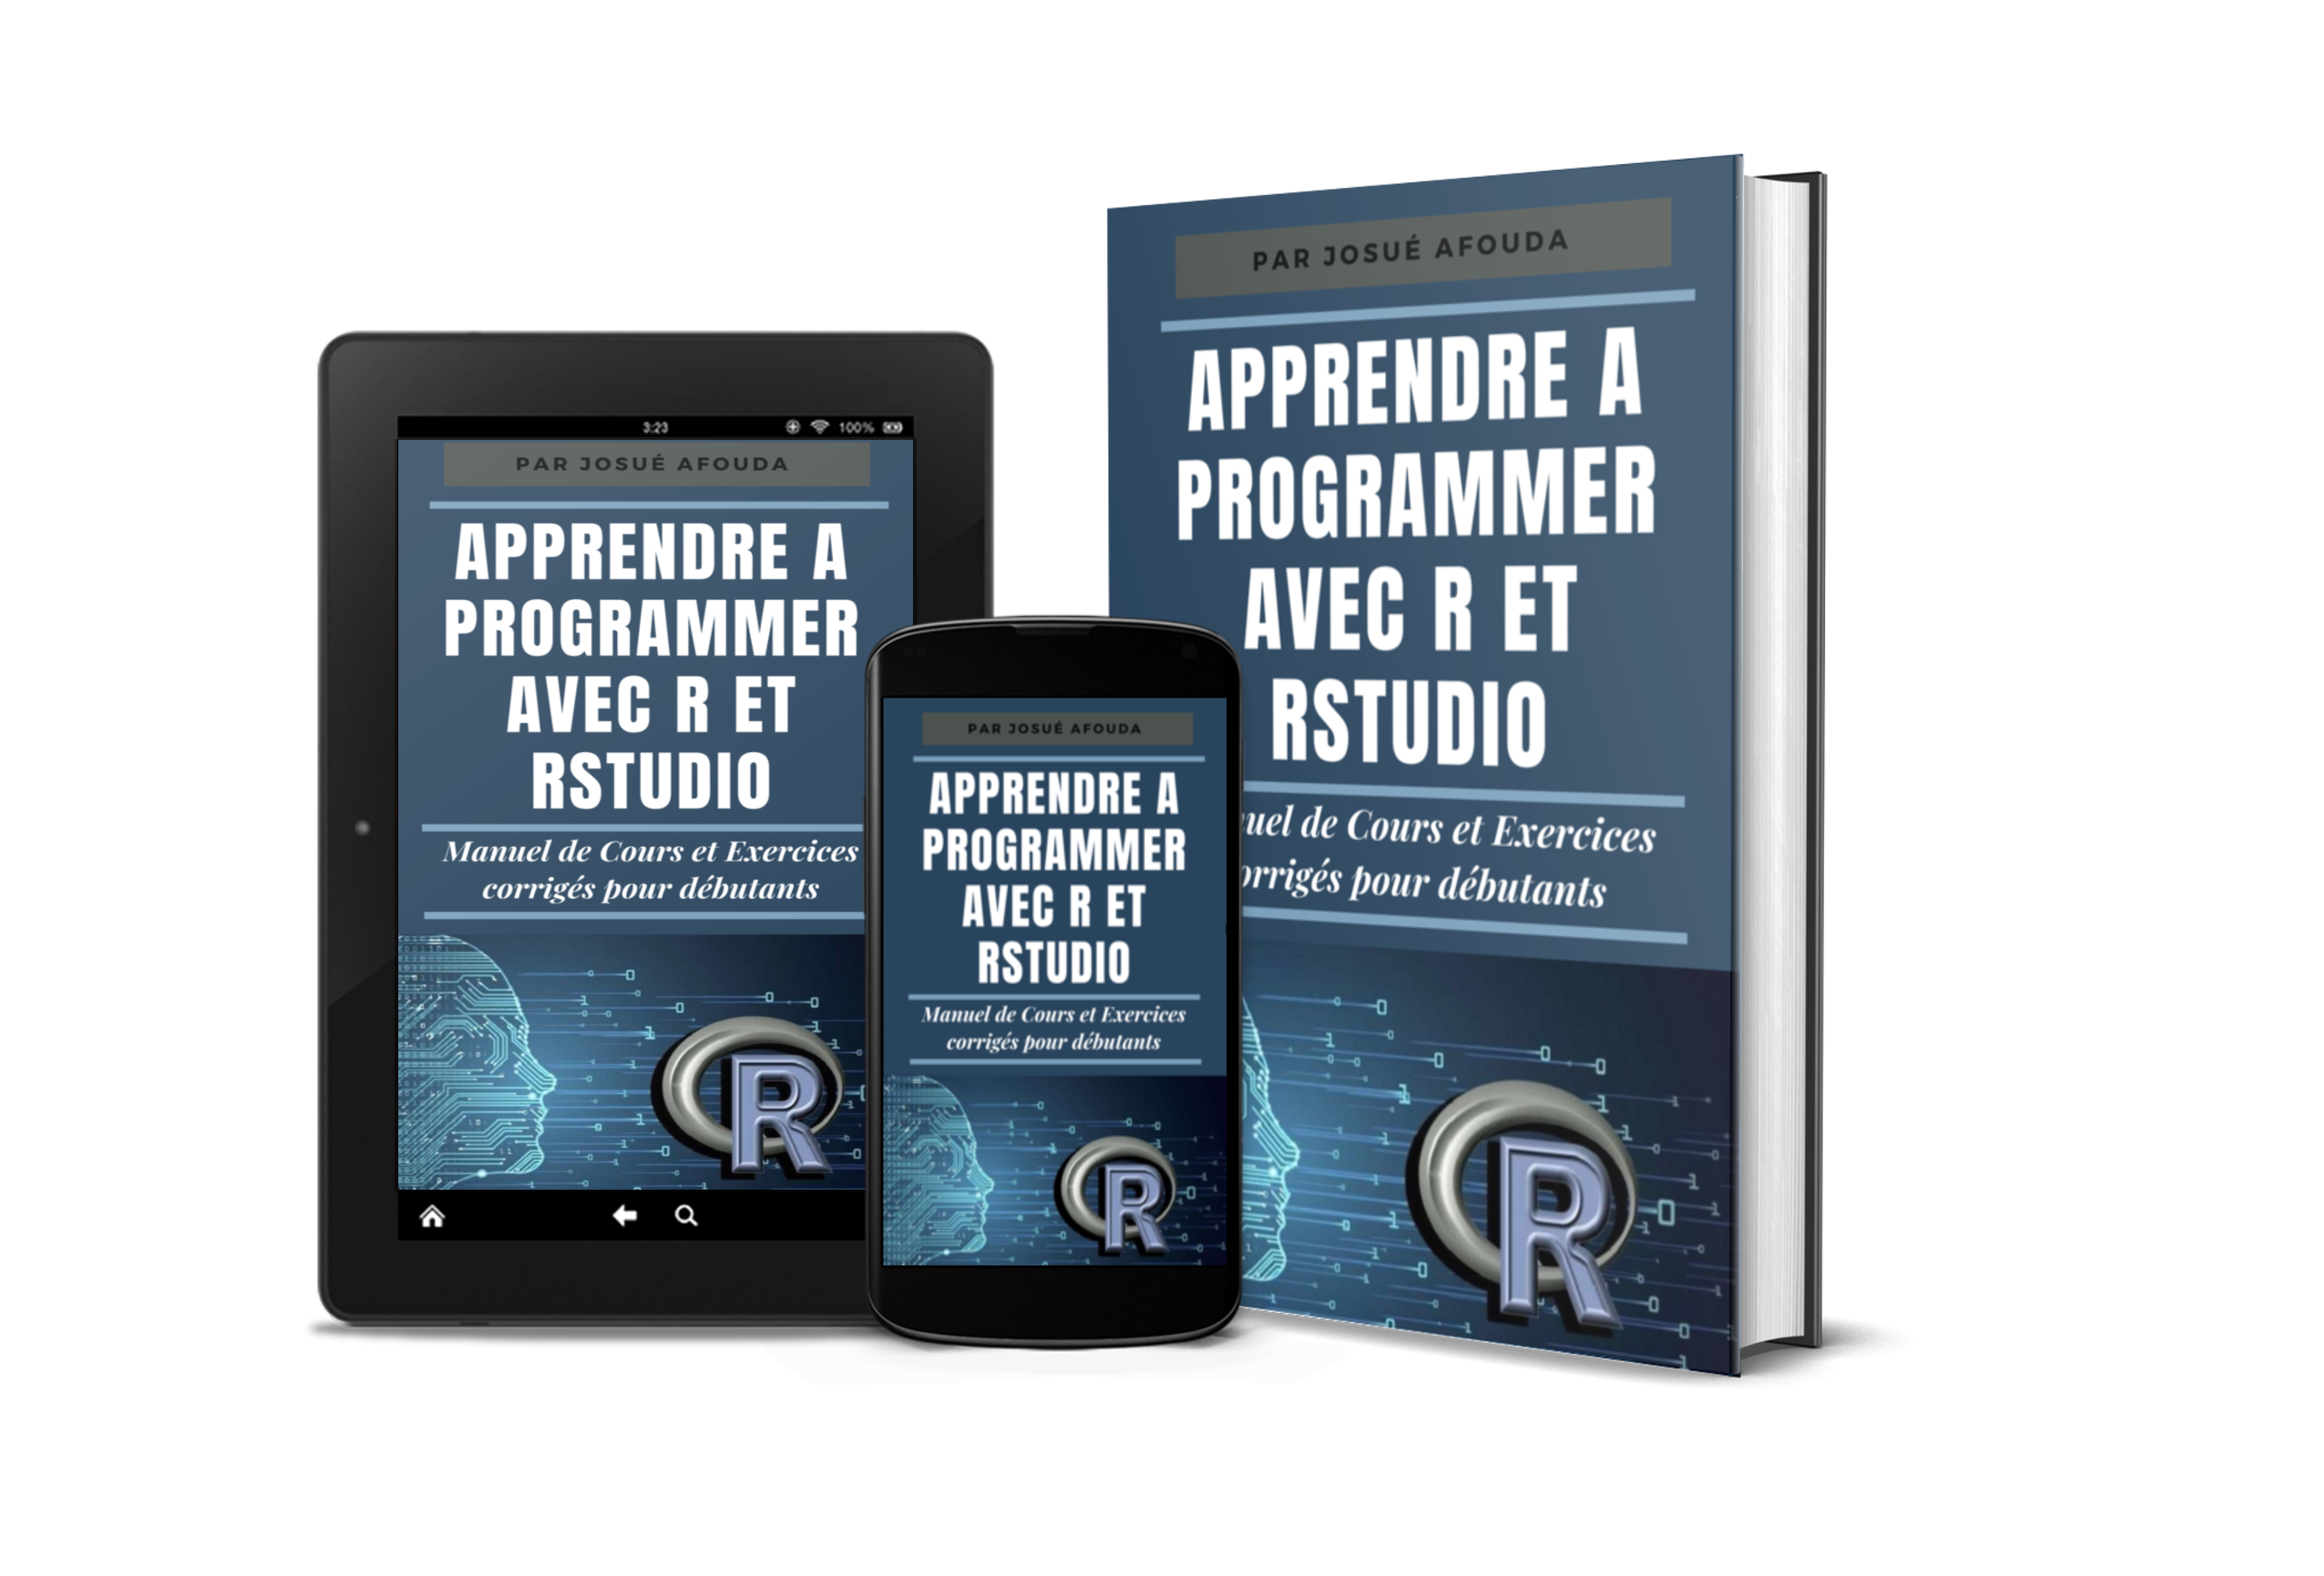 3:23
100%
PAR JOSUÉ AFOUDA
APPRENDRE A
PROGRAMMER
AVEC R ET
RSTUDIO
Manuel de Cours et Exercices
corrigés pour débutants
R
PAR JOSUÉ AFOUDA
APPRENDRE A
PROGRAMMER
AVEC R ET
RSTUDIO
Manuel de Cours et Exercices
corrigés pour débutants
R
PAR JOSUÉ AFOUDA
APPRENDRE A
PROGRAMMER
AVEC R ET
RSTUDIO
de Cours et Exercices
pour débutants
R